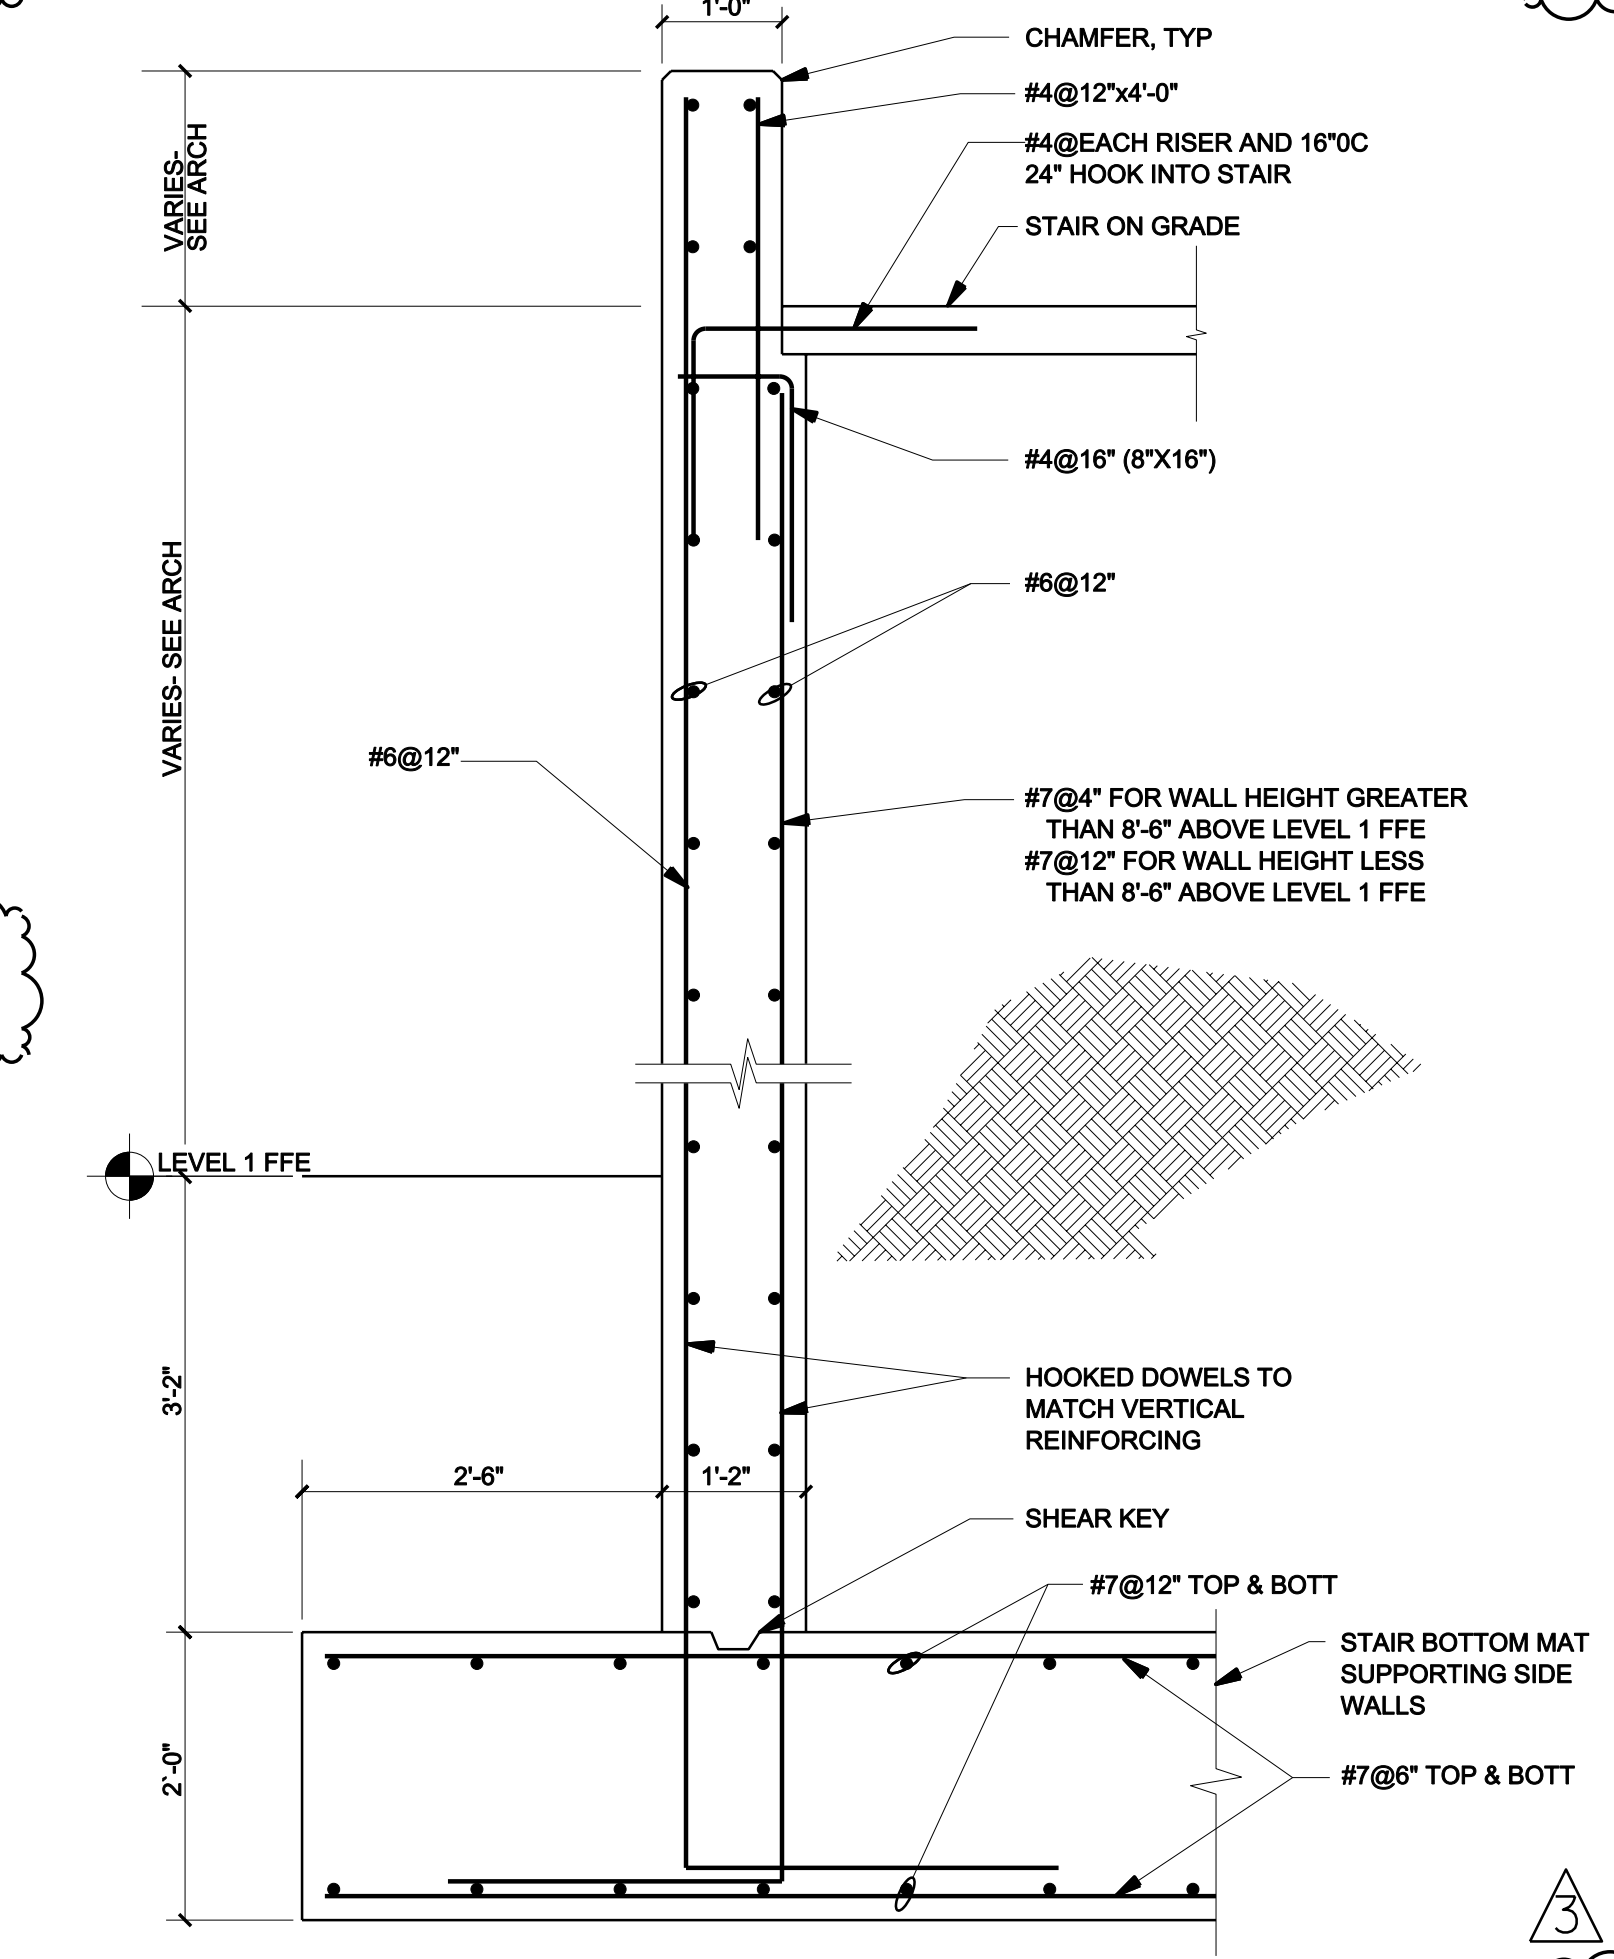 1'-0"
CHAMFER, TYP
#4@12"x4'-0"
#4@EACH RISER AND 16"0C
24" HOOK INTO STAIR
STAIR ON GRADE
VARIES-
SEE ARCH
#4@16" (8"X16")
#6@12"
VARIES- SEE ARCH
#6@12"
#7@4" FOR WALL HEIGHT GREATER
THAN 8'-6" ABOVE LEVEL 1 FFE
#7@12" FOR WALL HEIGHT LESS
THAN 8'-6" ABOVE LEVEL 1 FFE
LEVEL 1 FFE
3'-2"
HOOKED DOWELS TO
MATCH VERTICAL
REINFORCING
2'-6"
1'-2"
SHEAR KEY
#7@12" TOP & BOTT
STAIR BOTTOM MAT
SUPPORTING SIDE
WALLS
2`-0"
#7@6" TOP & BOTT
3